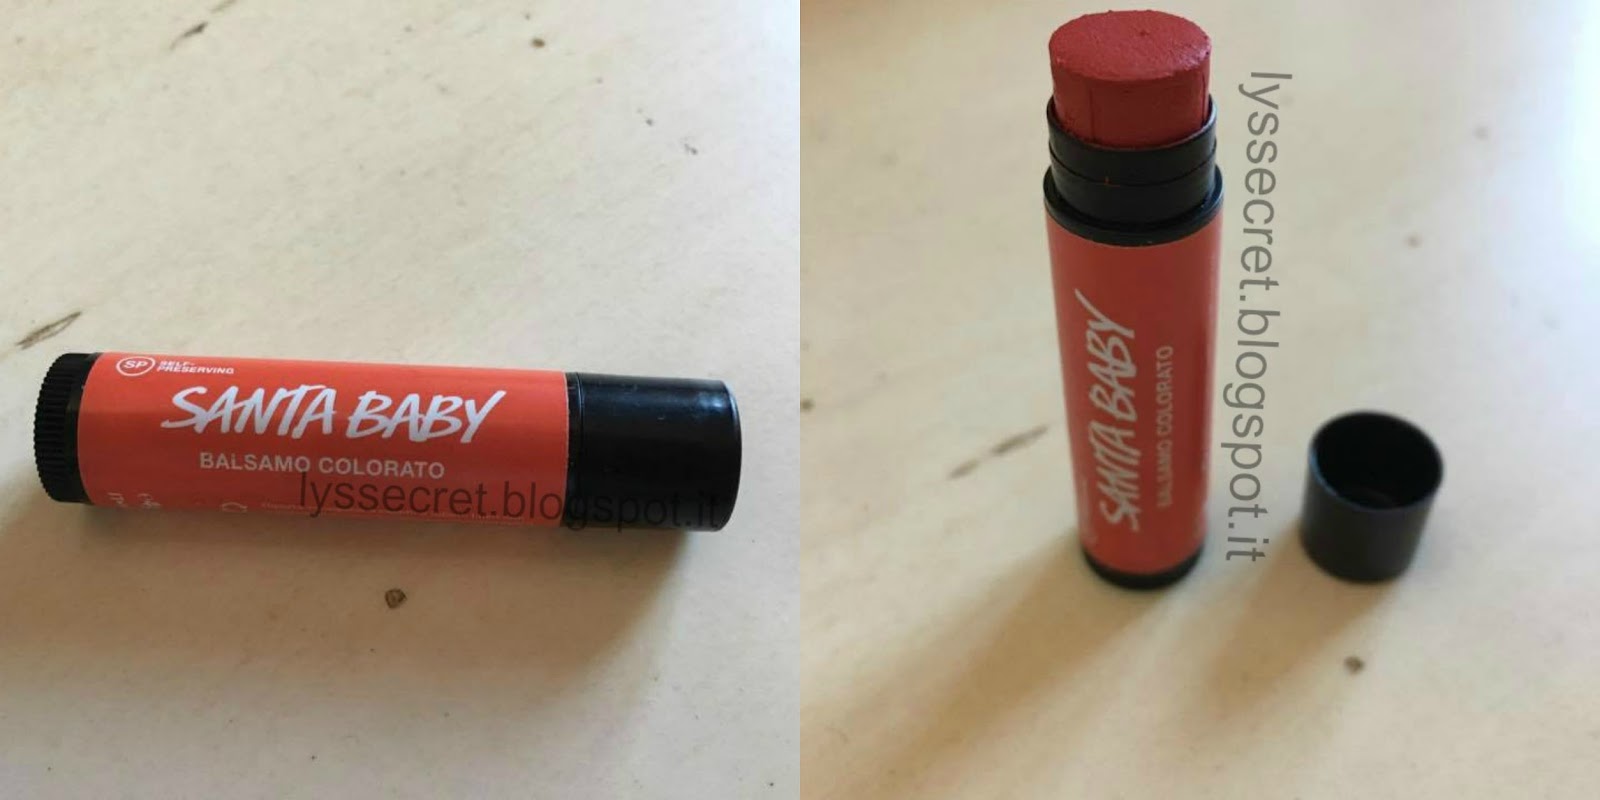 SP SELF-
PRESERVING
SANTA BABY
BALSAMO COLORATO
lyssecret.blogspot.it
SANTA BABY
BALSAMO COLORATO
lyssecret.blogspot.it